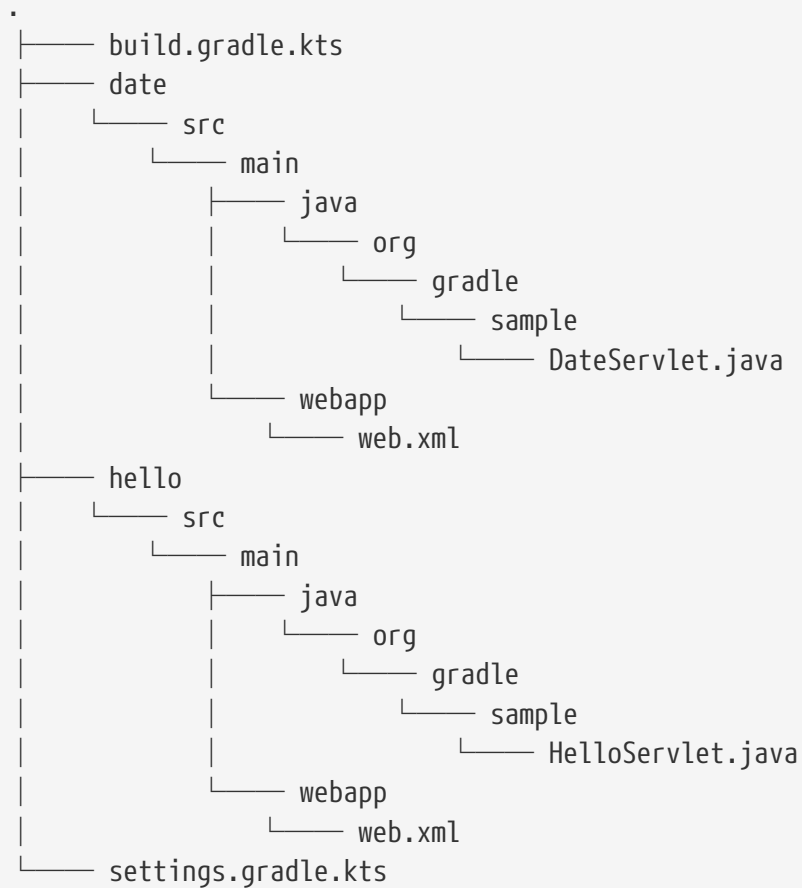 .
├── build.gradle.kts
├── date
│   └── src
│       └── main
│           ├── java
│           │   └── org
│           │       └── gradle
│           │           └── sample
│           │               └── DateServlet.java
│           └── webapp
│               └── web.xml
├── hello
│   └── src
│       └── main
│           ├── java
│           │   └── org
│           │       └── gradle
│           │           └── sample
│           │               └── HelloServlet.java
│           └── webapp
│               └── web.xml
└── settings.gradle.kts